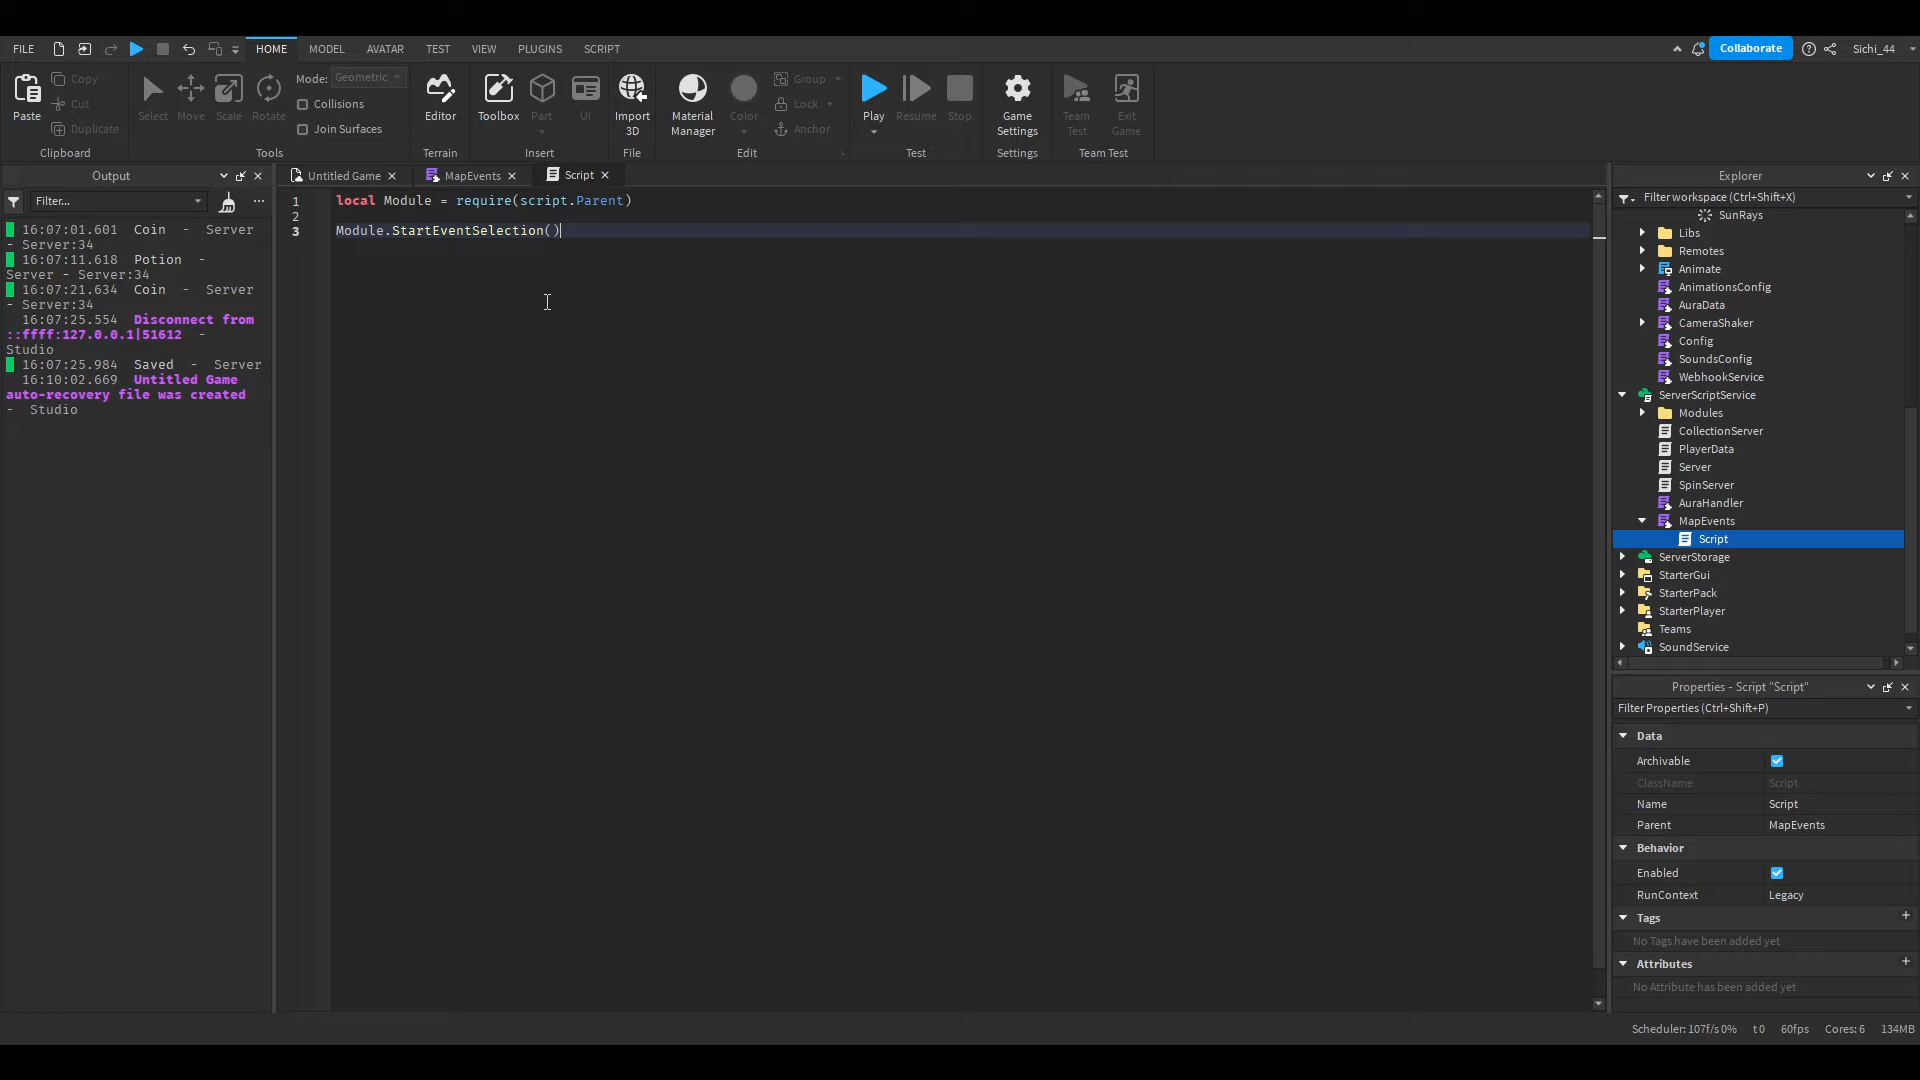 FILE HOME MODEL AVATAR TEST VIEW PLUGINS SCRIPT Collaborate Sichi_44
Paste Copy Cut Duplicate Clipboard
Select Move Scale Rotate Mode: Geometric Collisions Join Surfaces Tools
Editor Terrain
Toolbox Part UI Insert
Import 3D File
Material Manager Color Group Lock Anchor Edit
Play Resume Stop Test
Game Settings Settings
Team Test Exit Game Team Test
Output
Filter...
16:07:01.601 Coin - Server
- Server:34
16:07:11.618 Potion -
Server - Server:34
16:07:21.634 Coin - Server
- Server:34
16:07:25.554 Disconnect from
::ffff:127.0.0.1|51612 -
Studio
16:07:25.984 Saved - Server
16:10:02.669 Untitled Game
auto-recovery file was created
- Studio
Untitled Game MapEvents Script
1 local Module = require(script.Parent)
2
3 Module.StartEventSelection()
Explorer
Filter workspace (Ctrl+Shift+X)
SunRays
Libs
Remotes
Animate
AnimationsConfig
AuraData
CameraShaker
Config
SoundsConfig
WebhookService
ServerScriptService
Modules
CollectionServer
PlayerData
Server
SpinServer
AuraHandler
MapEvents
Script
ServerStorage
StarterGui
StarterPack
StarterPlayer
Teams
SoundService
Properties - Script "Script"
Filter Properties (Ctrl+Shift+P)
Data
Archivable
ClassName Script
Name Script
Parent MapEvents
Behavior
Enabled
RunContext Legacy
Tags
No Tags have been added yet
Attributes
No Attribute has been added yet
Scheduler: 107f/s 0% t 0 60fps Cores: 6 134MB